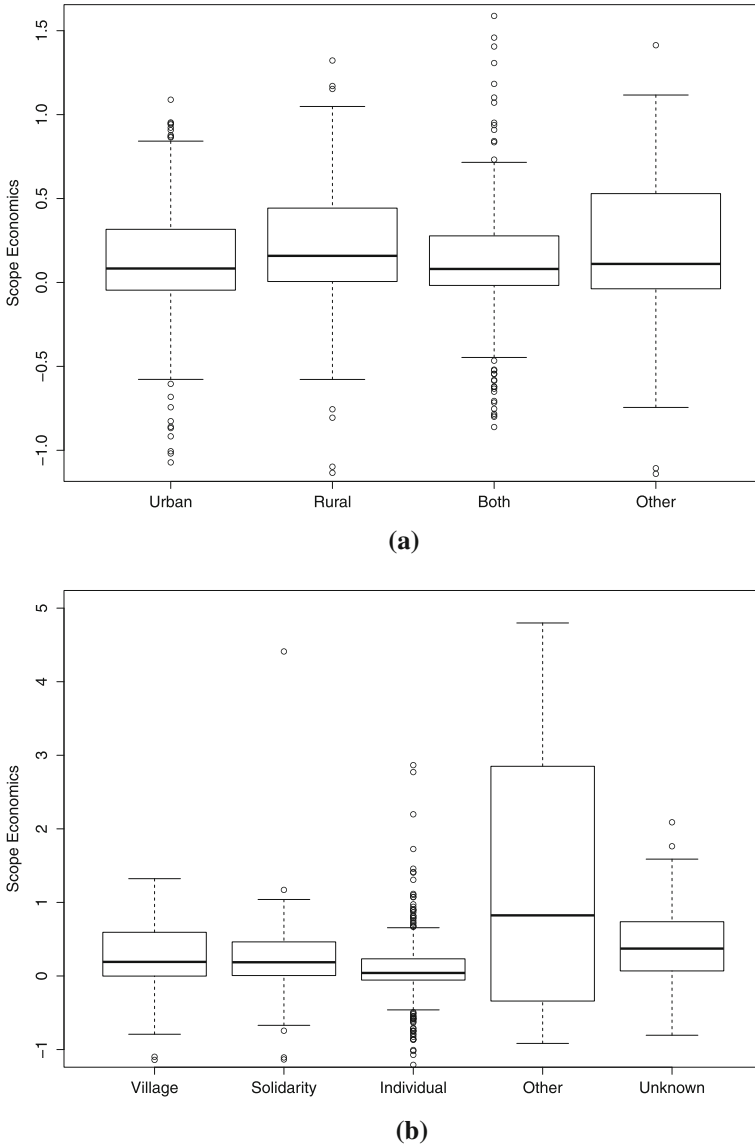 Scope Economics
1.5
1.0
0.5
0.0
−0.5
−1.0
Urban Rural Both Other
(a)
Scope Economics
5
4
3
2
1
0
−1
Village Solidarity Individual Other Unknown
(b)